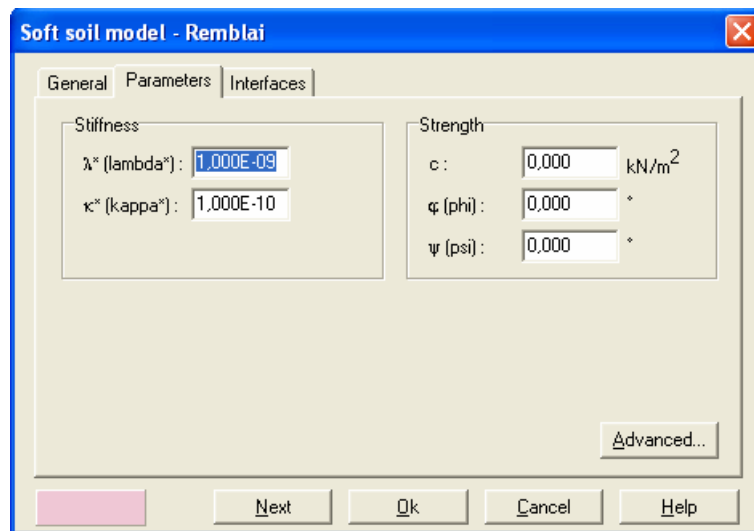 Soft soil model - Remblai
General Parameters Interfaces
Stiffness
λ* (lambda*) : 1,000E-09
κ* (kappa*) : 1,000E-10
Strength
c : 0,000 kN/m²
φ (phi) : 0,000 °
ψ (psi) : 0,000 °
Advanced...
Next Ok Cancel Help